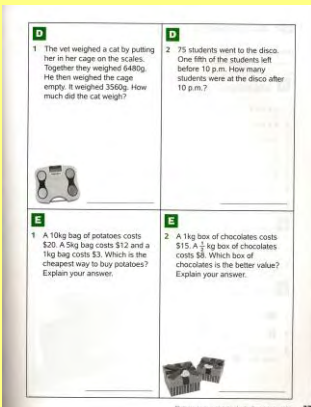 D
1 The vet weighed a cat by putting
her in her cage on the scales.
Together they weighed 6480g.
He then weighed the cage
empty. It weighed 3560g. How
much did the cat weigh?
D
2 75 students went to the disco.
One fifth of the students left
before 10 p.m. How many
students were at the disco after
10 p.m.?
E
1 A 10kg bag of potatoes costs
$20. A 5kg bag costs $12 and a
1kg bag costs $3. Which is the
cheapest way to buy potatoes?
Explain your answer.
E
2 A 1kg box of chocolates costs
$15. A ½ kg box of chocolates
costs $8. Which box of
chocolates is the better value?
Explain your answer.